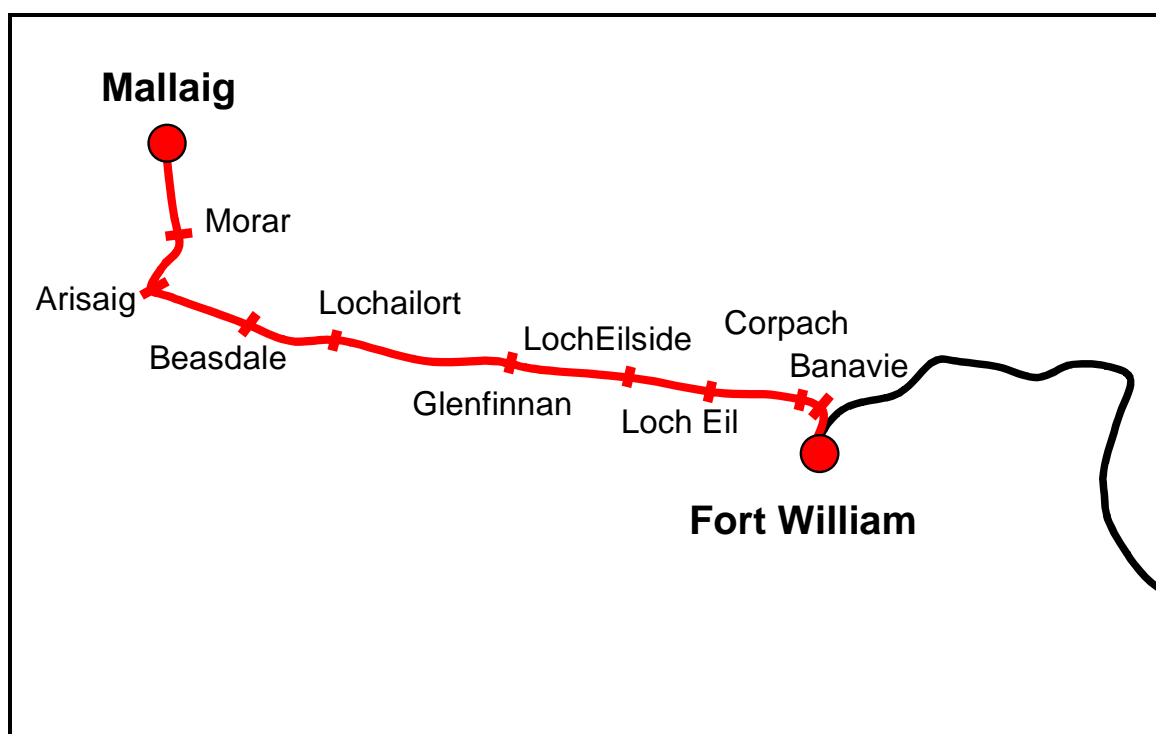 Mallaig
Morar
Arisaig
Lochailort
Beasdale
LochEilside
Corpach
Banavie
Glenfinnan
Loch Eil
Fort William